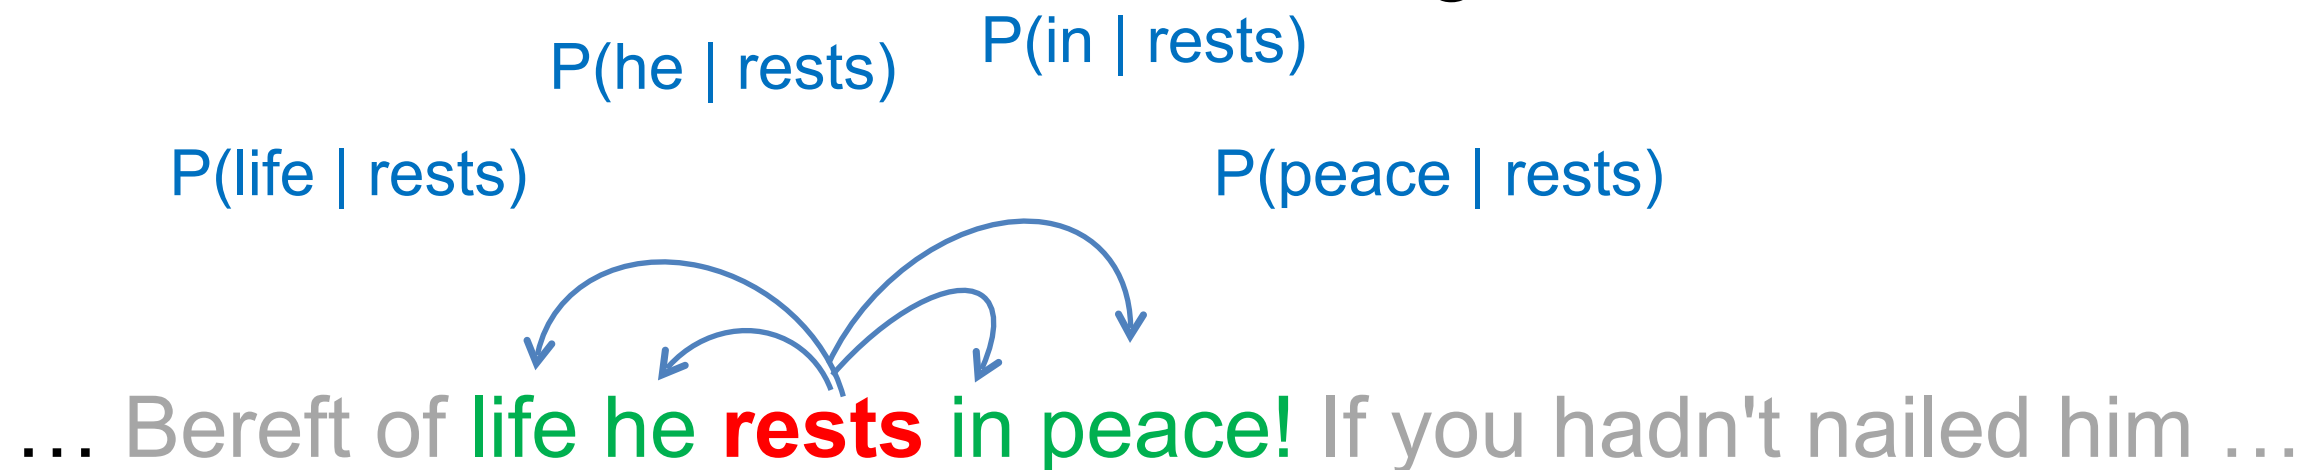 P(he | rests)
P(in | rests)
P(life | rests)
P(peace | rests)
... Bereft of life he rests in peace! If you hadn't nailed him ...